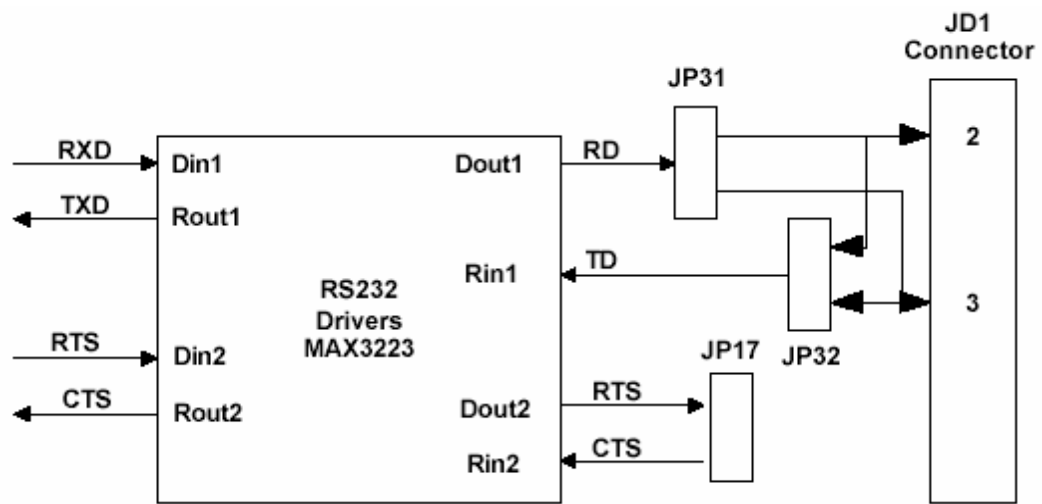 JD1
Connector
JP31
RXD
Din1
Dout1
RD
2
TXD
Rout1
Rin1
TD
RS232
Drivers
MAX3223
3
RTS
Din2
JP17
JP32
CTS
Rout2
Dout2
RTS
Rin2
CTS